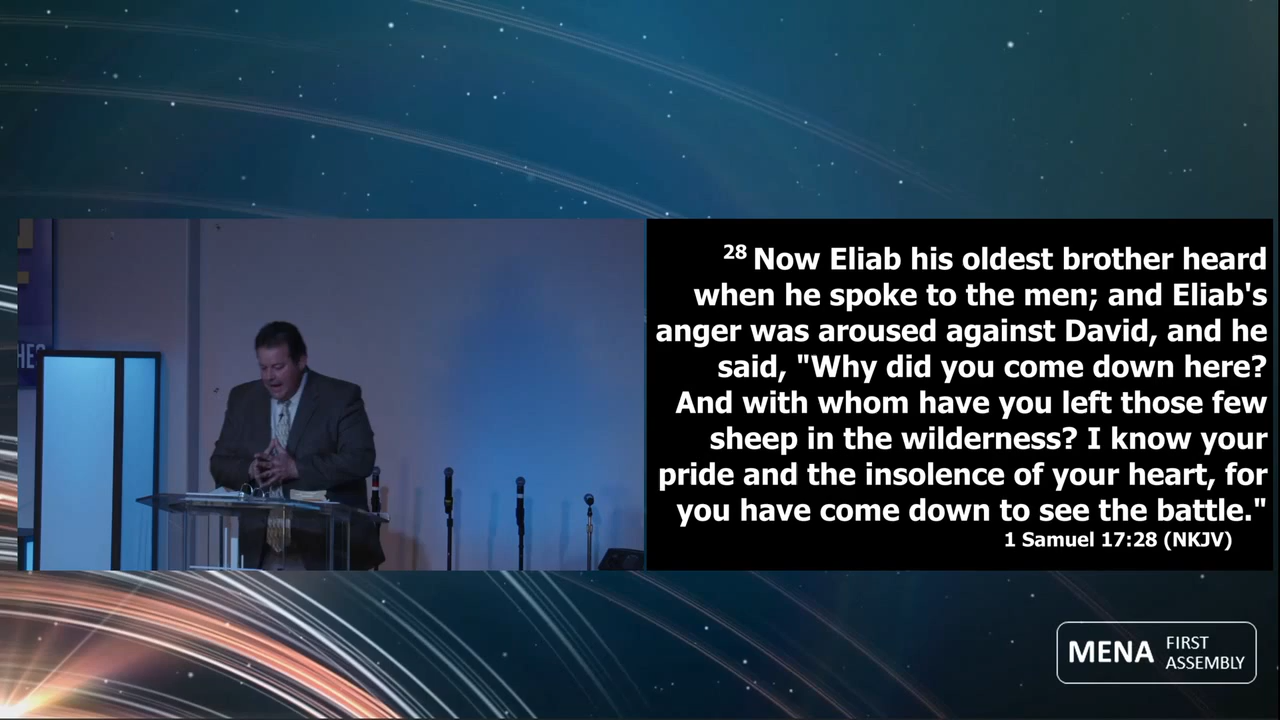 28 Now Eliab his oldest brother heard
when he spoke to the men; and Eliab's
anger was aroused against David, and he
said, "Why did you come down here?
And with whom have you left those few
sheep in the wilderness? I know your
pride and the insolence of your heart, for
you have come down to see the battle."
1 Samuel 17:28 (NKJV)
MENA FIRST
ASSEMBLY